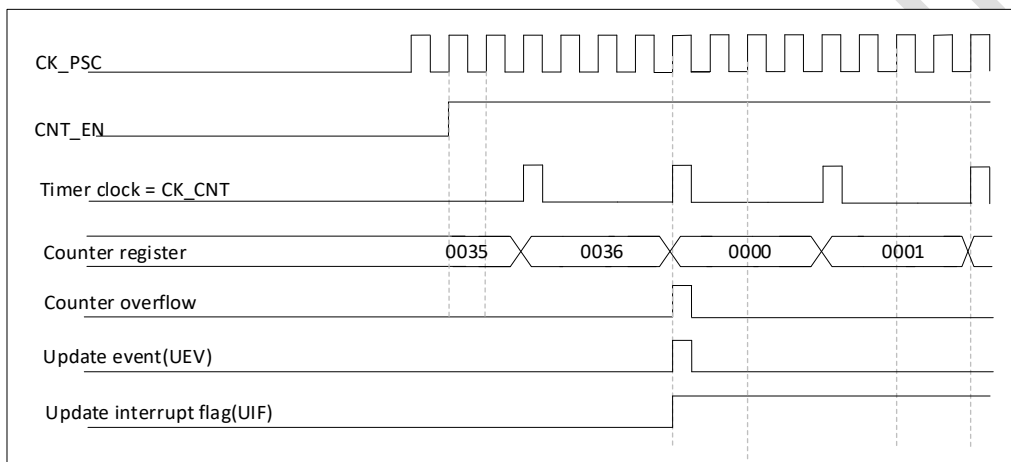 CK_PSC
CNT_EN
Timer clock = CK_CNT
Counter register 0035 0036 0000 0001
Counter overflow
Update event(UEV)
Update interrupt flag(UIF)